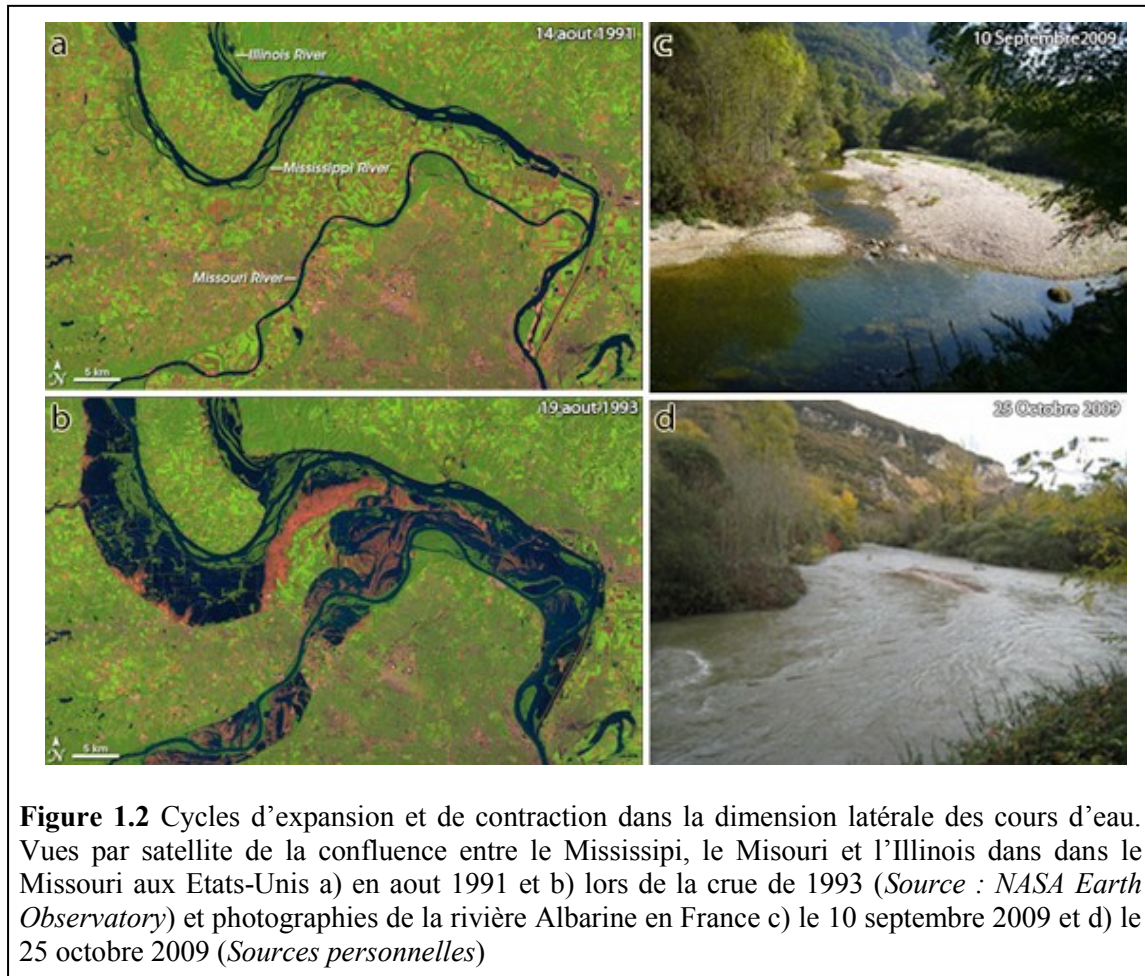 a
14 aout 1991
Illinois River
Mississippi River
Missouri River
N
5 km
b
19 aout 1993
N
5 km
c
10 Septembre 2009
d
25 Octobre 2009
Figure 1.2 Cycles d'expansion et de contraction dans la dimension latérale des cours d'eau.
Vues par satellite de la confluence entre le Mississipi, le Misouri et l'Illinois dans dans le
Missouri aux Etats-Unis a) en aout 1991 et b) lors de la crue de 1993 (Source : NASA Earth
Observatory) et photographies de la rivière Albarine en France c) le 10 septembre 2009 et d) le
25 octobre 2009 (Sources personnelles)